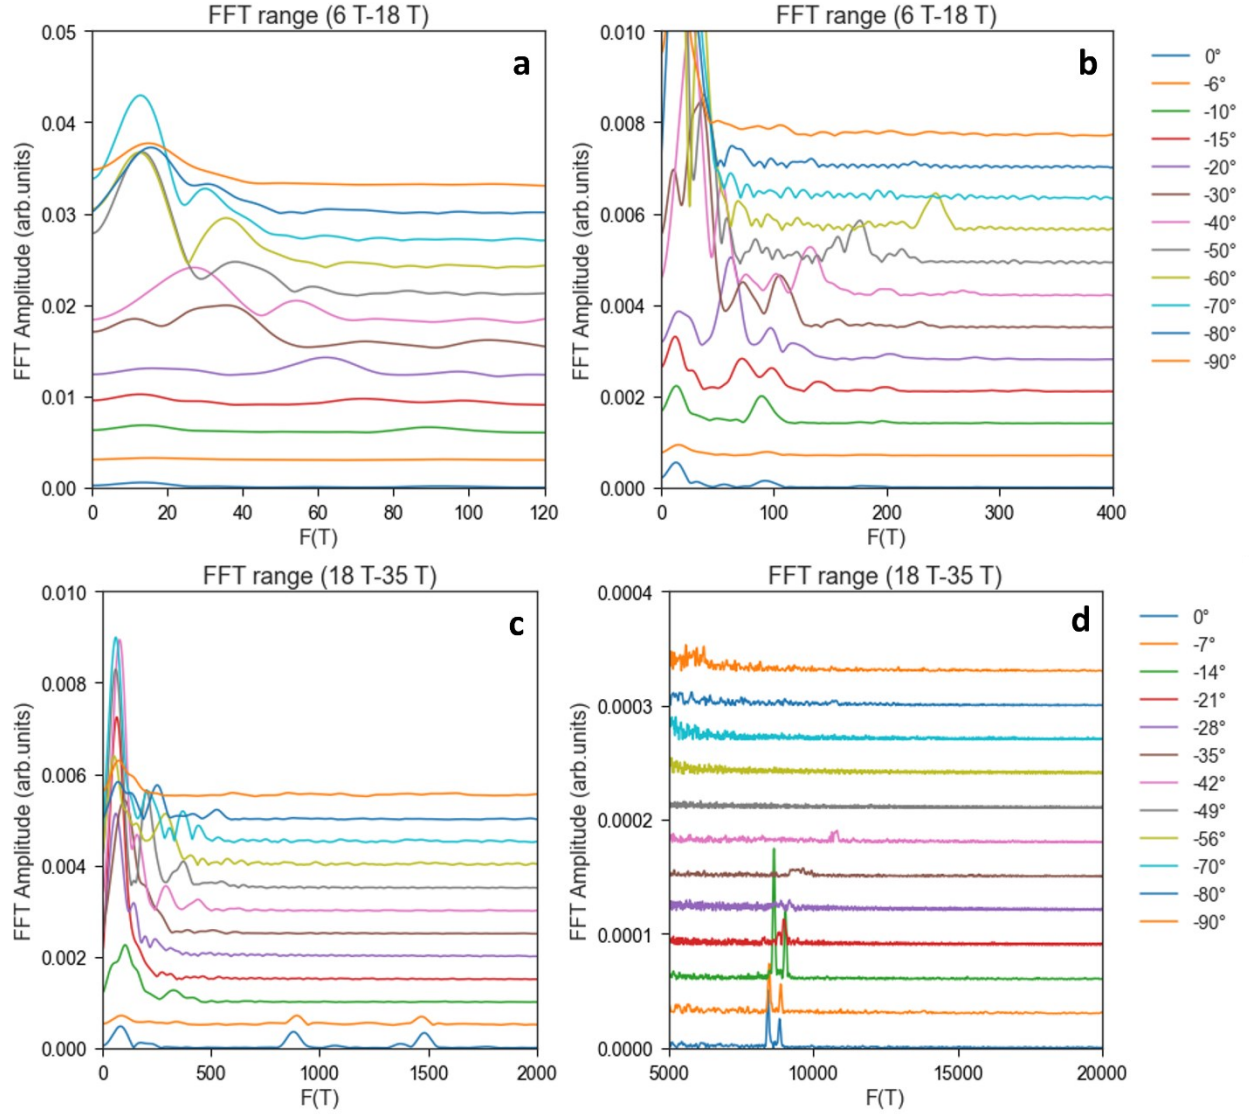 FFT range (6 T-18 T)
a
FFT Amplitude (arb.units)
0.05
0.04
0.03
0.02
0.01
0.00
0 20 40 60 80 100 120
F(T)
FFT range (6 T-18 T)
b
FFT Amplitude (arb.units)
0.010
0.008
0.006
0.004
0.002
0.000
0 100 200 300 400
F(T)
0°
-6°
-10°
-15°
-20°
-30°
-40°
-50°
-60°
-70°
-80°
-90°
FFT range (18 T-35 T)
c
FFT Amplitude (arb.units)
0.010
0.008
0.006
0.004
0.002
0.000
0 500 1000 1500 2000
F(T)
FFT range (18 T-35 T)
d
FFT Amplitude (arb.units)
0.0004
0.0003
0.0002
0.0001
0.0000
5000 10000 15000 20000
F(T)
0°
-7°
-14°
-21°
-28°
-35°
-42°
-49°
-56°
-70°
-80°
-90°